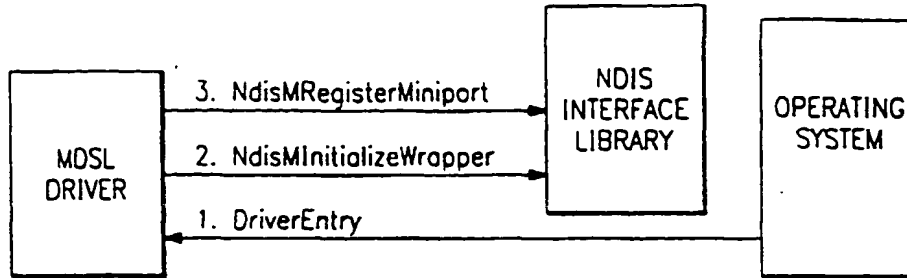 MDSL
DRIVER
3. NdisMRegisterMiniport
2. NdisMInitializeWrapper
1. DriverEntry
NDIS
INTERFACE
LIBRARY
OPERATING
SYSTEM